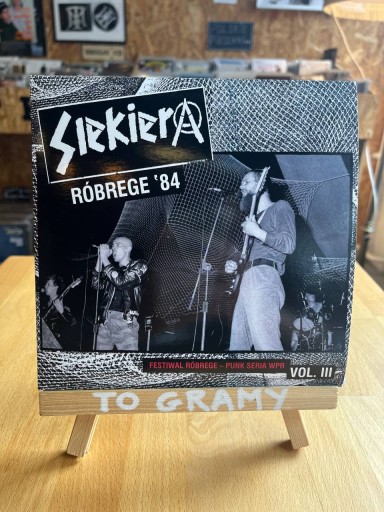 SIEKIERA
RÓBREGE '84
FESTIWAL RÓBREGE - PUNK SERIA WPR
VOL. III
TO GRAMY